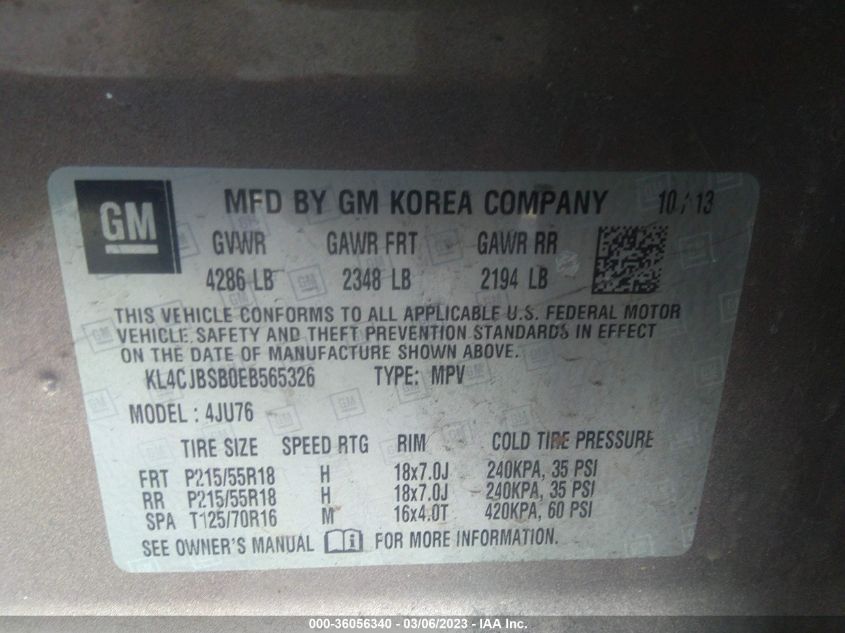 GM
MFD BY GM KOREA COMPANY 10/13
GVWR GAWR FRT GAWR RR
4286 LB 2348 LB 2194 LB
THIS VEHICLE CONFORMS TO ALL APPLICABLE U.S. FEDERAL MOTOR
VEHICLE SAFETY AND THEFT PREVENTION STANDARDS IN EFFECT
ON THE DATE OF MANUFACTURE SHOWN ABOVE.
KL4CJBSB0EB565326 TYPE: MPV
MODEL : 4JU76
TIRE SIZE SPEED RTG RIM COLD TIRE PRESSURE
FRT P215/55R18 H 18x7.0J 240KPA, 35 PSI
RR P215/55R18 H 18x7.0J 240KPA, 35 PSI
SPA T125/70R16 M 16x4.0T 420KPA, 60 PSI
SEE OWNER'S MANUAL FOR MORE INFORMATION.
000-36056340 - 03/06/2023 - IAA Inc.